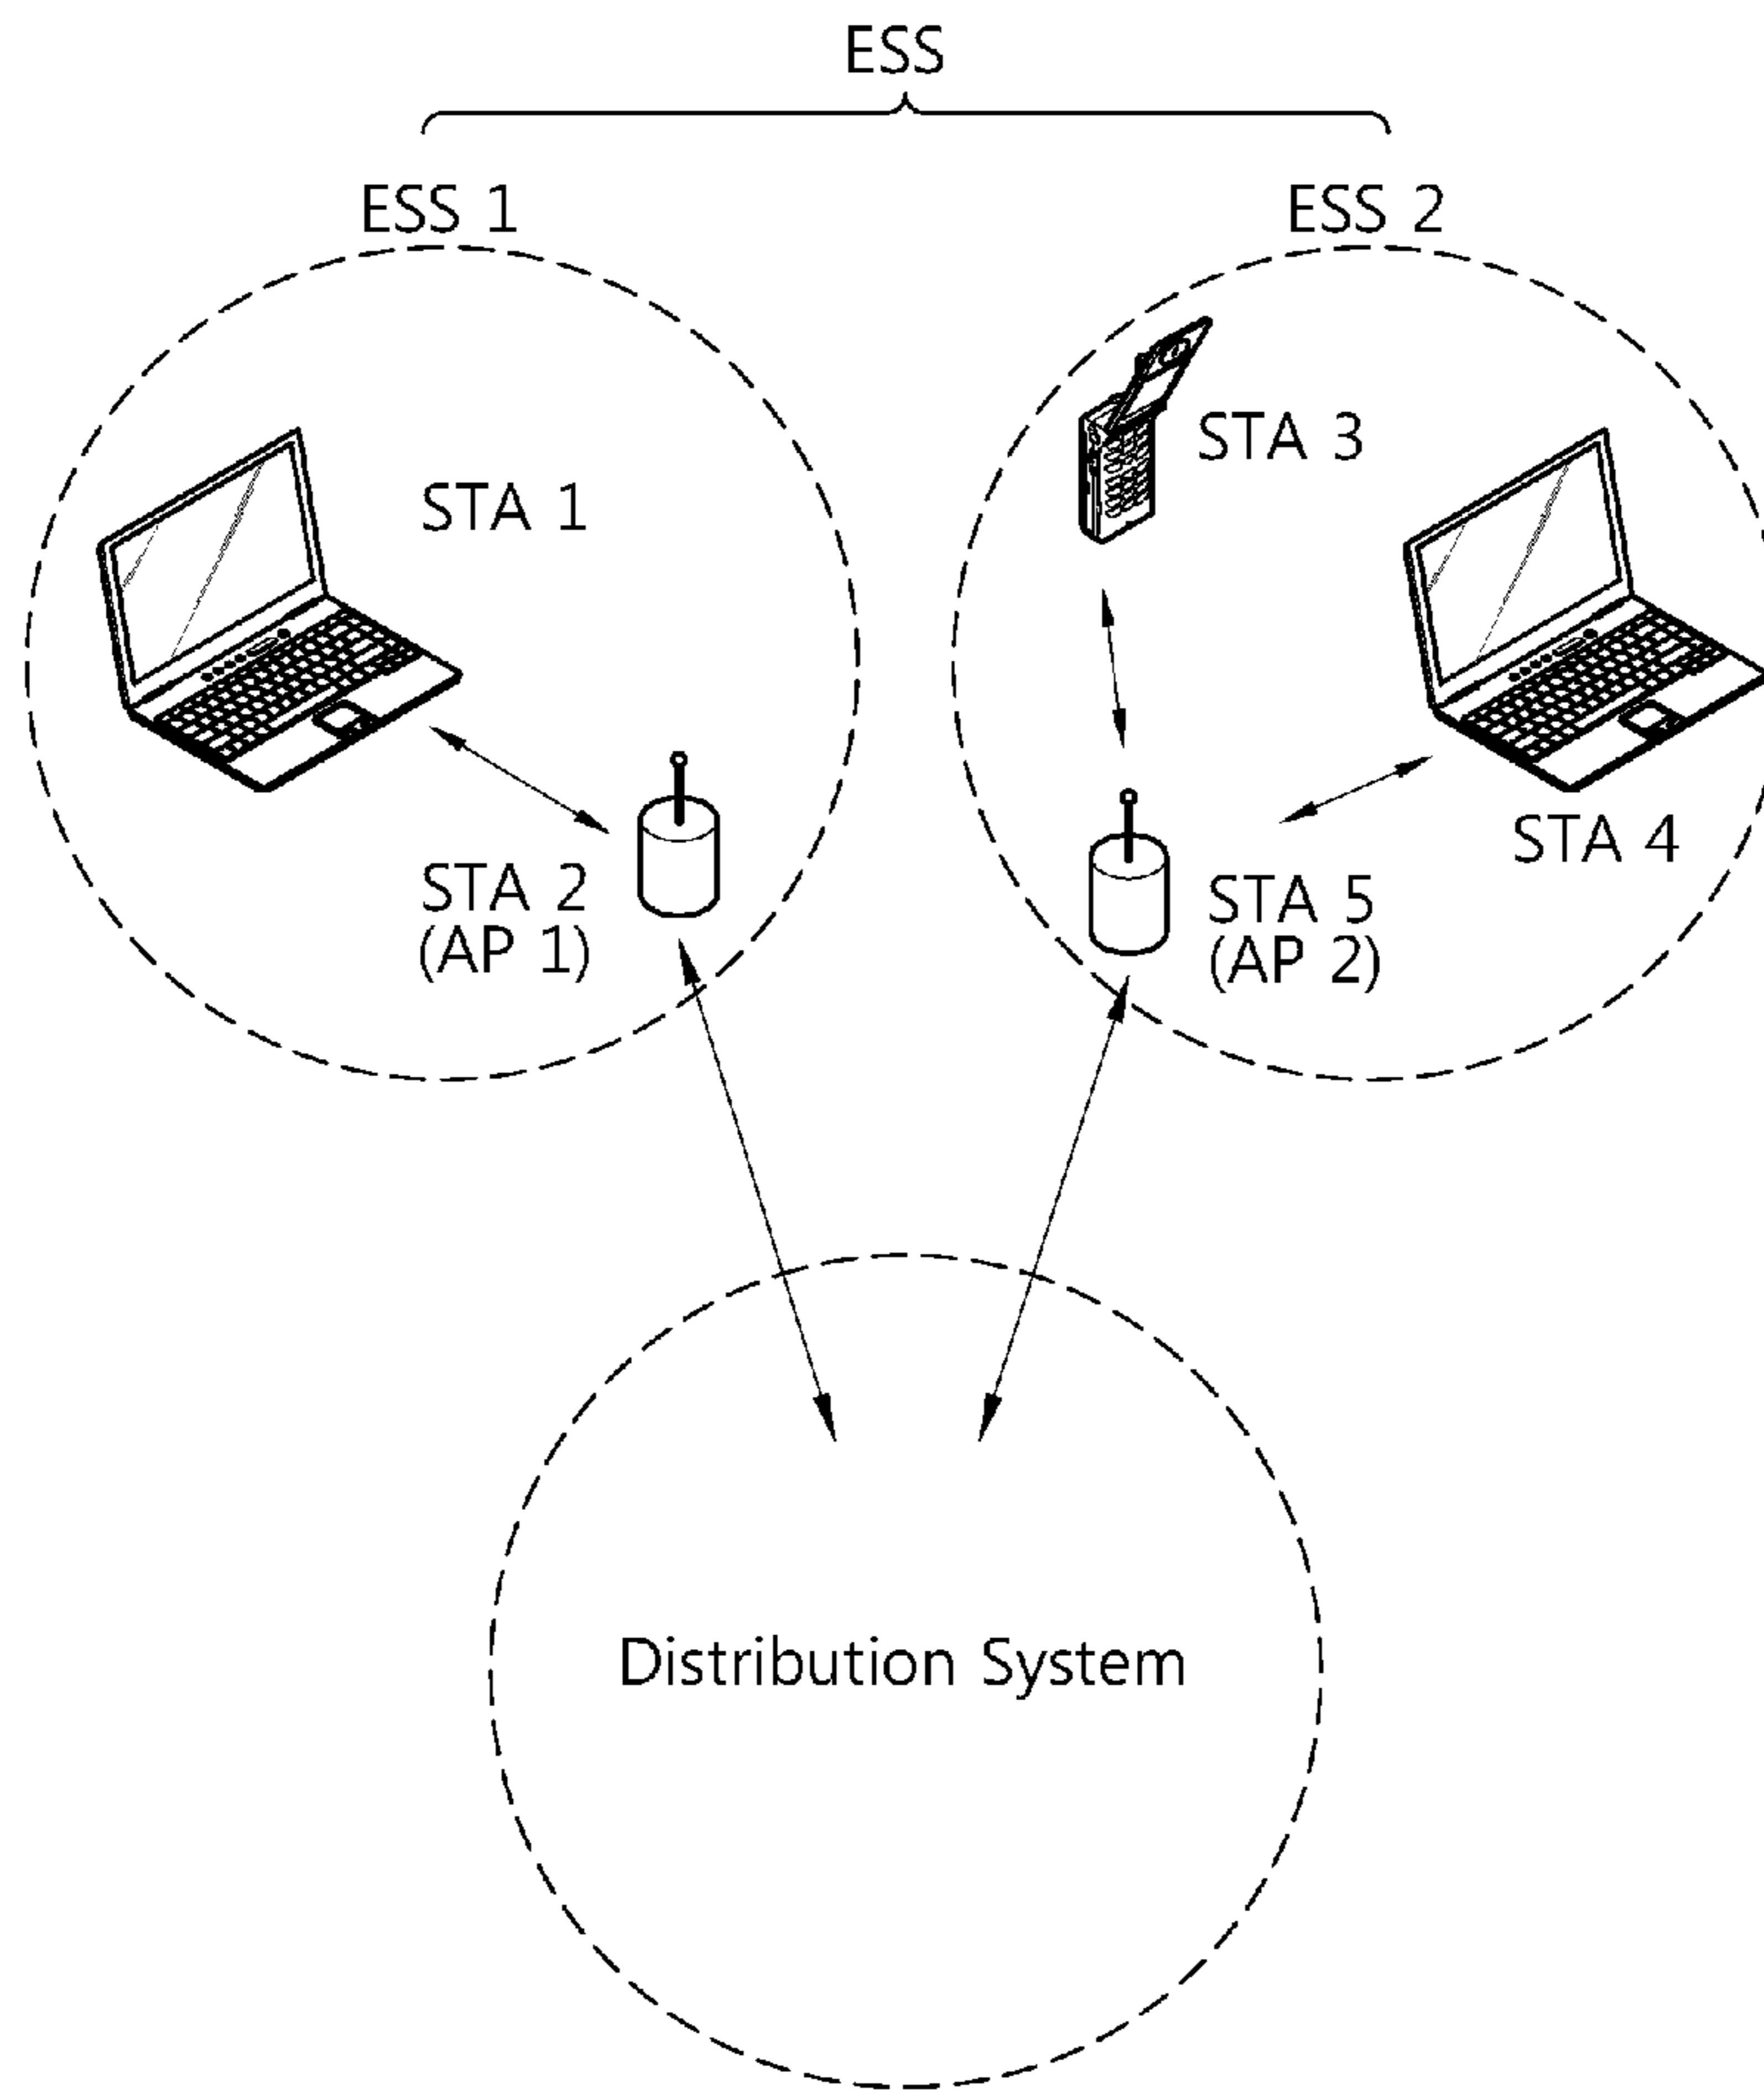 ESS
ESS 1
ESS 2
STA 3
STA 1
STA 4
STA 2
(AP 1)
STA 5
(AP 2)
Distribution System